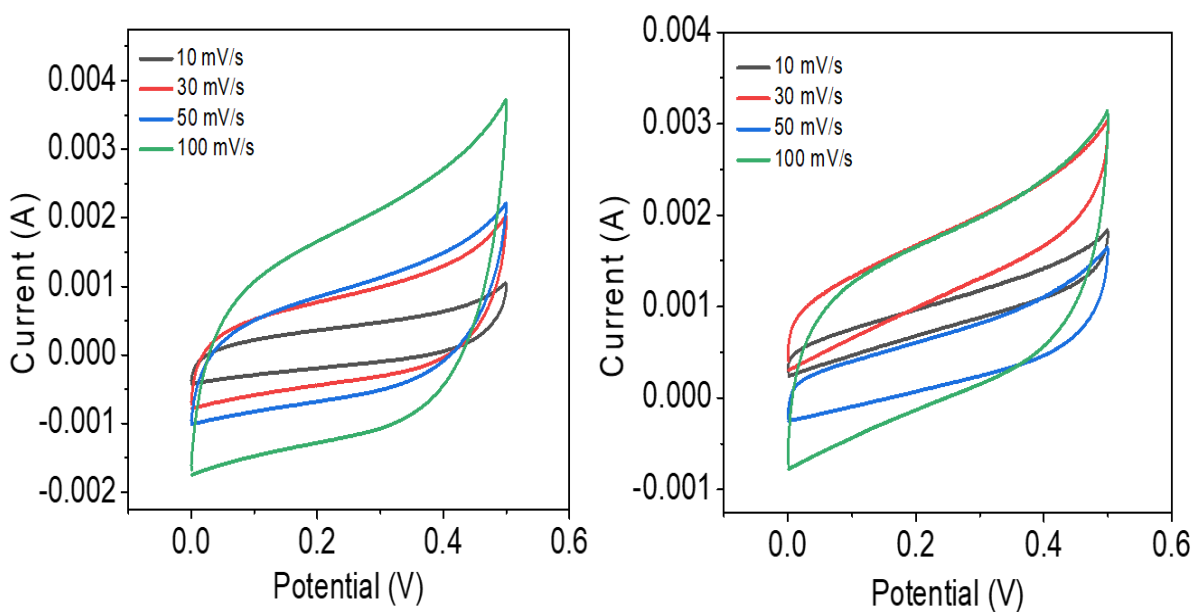 10 mV/s
30 mV/s
50 mV/s
100 mV/s
0.004
0.003
0.002
0.001
0.000
-0.001
-0.002
Current (A)
0.0 0.2 0.4 0.6
Potential (V)
10 mV/s
30 mV/s
50 mV/s
100 mV/s
0.004
0.003
0.002
0.001
0.000
-0.001
Current (A)
0.0 0.2 0.4 0.6
Potential (V)